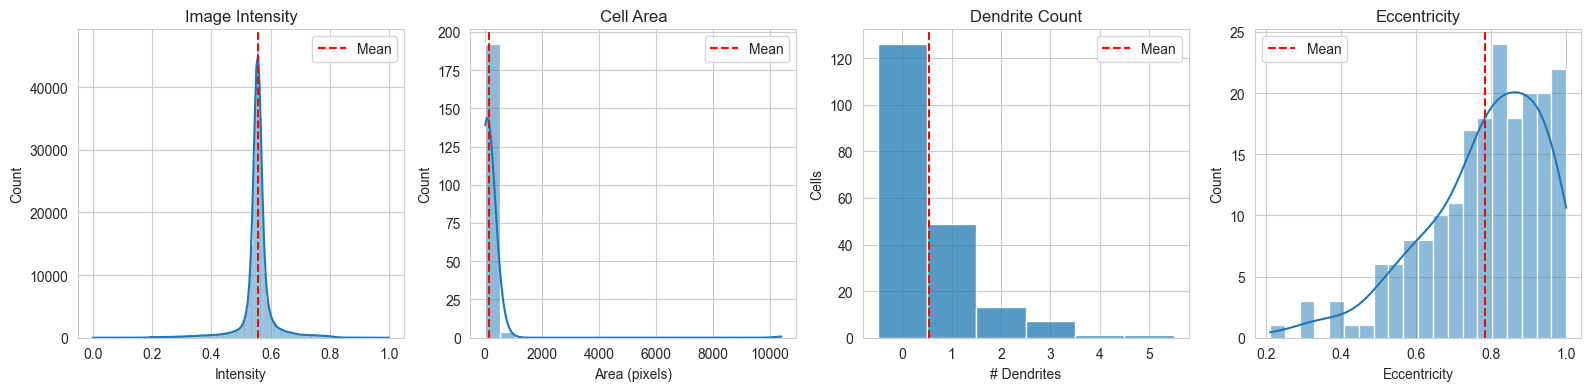 Image Intensity
Mean
Count
40000
30000
20000
10000
0
0.0 0.2 0.4 0.6 0.8 1.0
Intensity
Cell Area
Mean
Count
200
175
150
125
100
75
50
25
0
0 2000 4000 6000 8000 10000
Area (pixels)
Dendrite Count
Mean
Cells
120
100
80
60
40
20
0
0 1 2 3 4 5
# Dendrites
Eccentricity
Mean
Count
25
20
15
10
5
0
0.2 0.4 0.6 0.8 1.0
Eccentricity